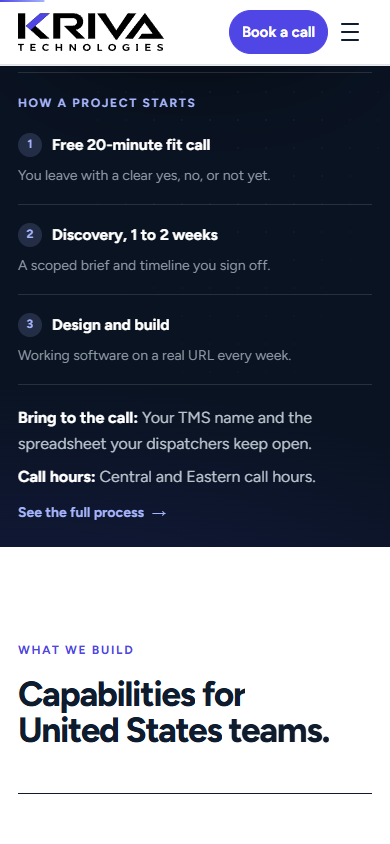 KRIVA
TECHNOLOGIES
Book a call
HOW A PROJECT STARTS
1 Free 20-minute fit call
You leave with a clear yes, no, or not yet.
2 Discovery, 1 to 2 weeks
A scoped brief and timeline you sign off.
3 Design and build
Working software on a real URL every week.
Bring to the call: Your TMS name and the
spreadsheet your dispatchers keep open.
Call hours: Central and Eastern call hours.
See the full process →
WHAT WE BUILD
Capabilities for
United States teams.